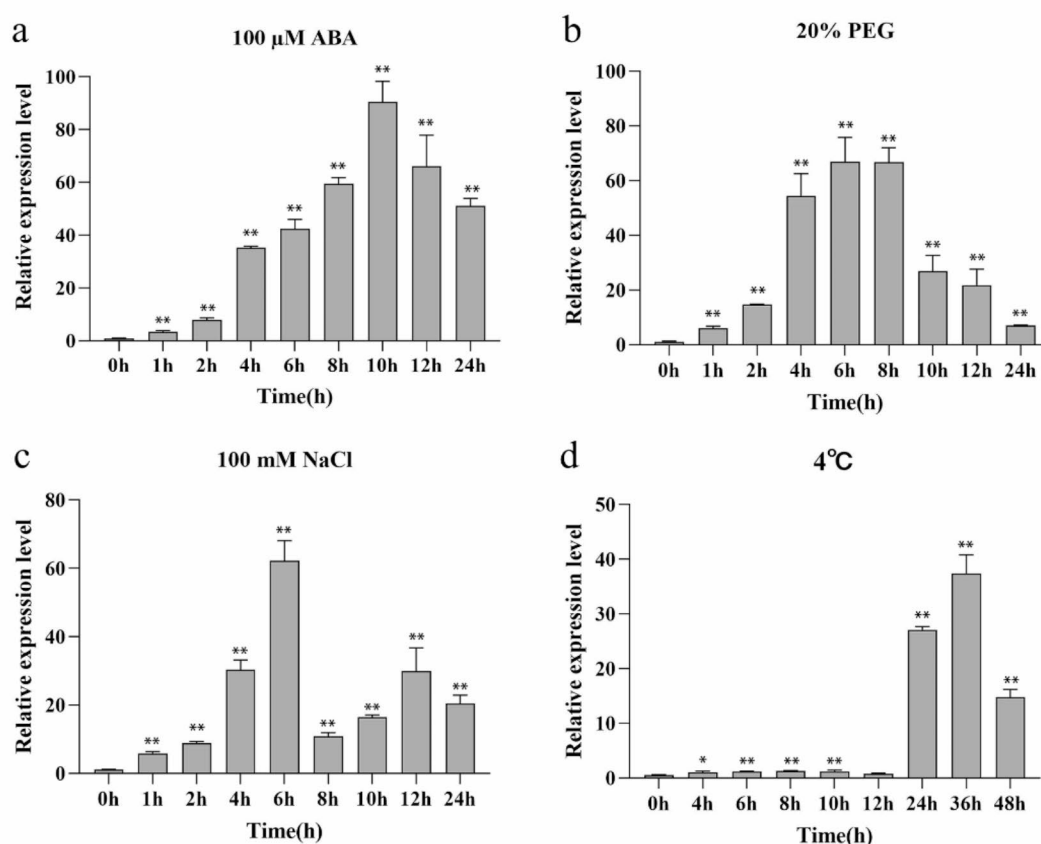 a
100 μM ABA
Relative expression level
100
80
60
40
20
0
** ** ** ** ** ** ** **
0h 1h 2h 4h 6h 8h 10h 12h 24h
Time(h)
b
20% PEG
Relative expression level
100
80
60
40
20
0
** ** ** ** ** ** ** **
0h 1h 2h 4h 6h 8h 10h 12h 24h
Time(h)
c
100 mM NaCl
Relative expression level
80
60
40
20
0
** ** ** ** ** ** ** **
0h 1h 2h 4h 6h 8h 10h 12h 24h
Time(h)
d
4℃
Relative expression level
50
40
30
20
10
0
* ** ** ** ** ** **
0h 4h 6h 8h 10h 12h 24h 36h 48h
Time(h)